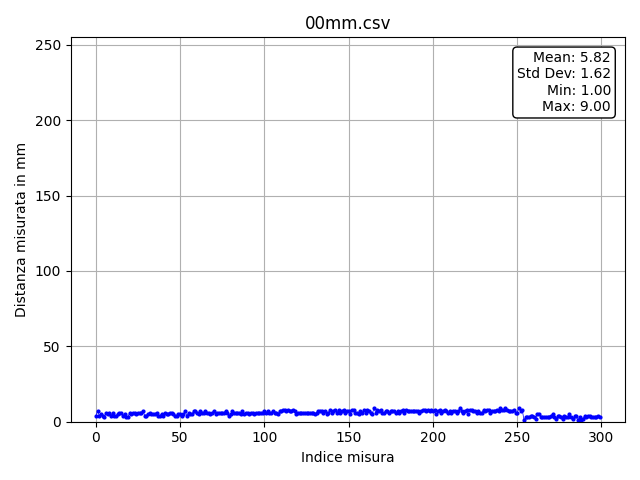 00mm.csv
Mean: 5.82
Std Dev: 1.62
Min: 1.00
Max: 9.00
Distanza misurata in mm
250
200
150
100
50
0
0 50 100 150 200 250 300
Indice misura